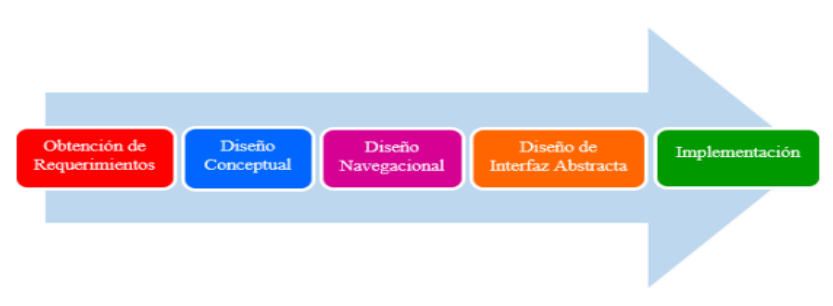 Obtención de
Requerimientos
Diseño
Conceptual
Diseño
Navegacional
Diseño de
Interfaz Abstracta
Implementación